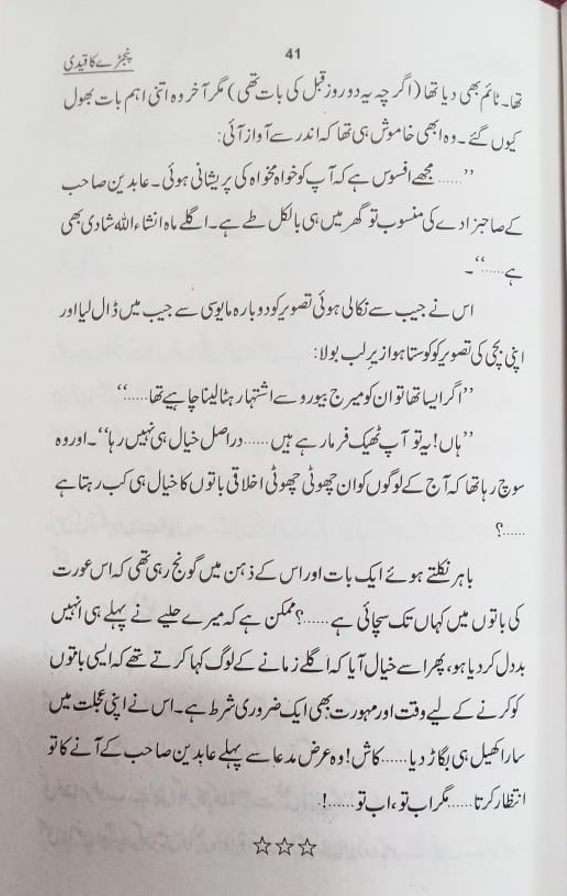 41
پنجڑے کا قیدی
تھا۔ ٹائم بھی دیا تھا (اگرچہ یہ دو روز قبل کی بات تھی) مگر آخر وہ اتنی اہم بات بھول
کیوں گئے۔ وہ ابھی خاموش ہی تھا کہ اندر سے آواز آئی:
’’...... مجھے افسوس ہے کہ آپ کو خواہ مخواہ کی پریشانی ہوئی۔ عابدین صاحب
کے صاحبزادے کی منسوب تو گھر میں ہی بالکل طے ہے۔ اگلے ماہ انشاء اللہ شادی بھی
ہے......‘‘۔
اس نے جیب سے نکالی ہوئی تصویر کو دوبارہ مایوسی سے جیب میں ڈال لیا اور
اپنی بچی کی تصویر کو کوستا ہوا زیرِ لب بولا:
’’اگر ایسا تھا تو ان کو میرج بیورو سے اشتہار ہٹا لینا چاہیے تھا......‘‘
’’ہاں! یہ تو آپ ٹھیک فرما رہے ہیں ...... دراصل خیال ہی نہیں رہا‘‘۔ اور وہ
سوچ رہا تھا کہ آج کے لوگوں کو ان چھوٹی چھوٹی اخلاقی باتوں کا خیال ہی کب رہتا ہے
......؟
باہر نکلتے ہوئے ایک بات اور اس کے ذہن میں گونج رہی تھی کہ اس عورت
کی باتوں میں کہاں تک سچائی ہے ......؟ ممکن ہے کہ میرے حلیے نے پہلے ہی انہیں
بددل کر دیا ہو، پھر اسے خیال آیا کہ اگلے زمانے کے لوگ کہا کرتے تھے کہ ایسی باتوں
کو کرنے کے لیے وقت اور مہورت بھی ایک ضروری شرط ہے۔ اس نے اپنی عجلت میں
سارا کھیل ہی بگاڑ دیا ...... کاش! وہ عرض مدعا سے پہلے عابدین صاحب کے آنے کا تو
انتظار کرتا ...... مگر اب تو، اب تو ......!
☆☆☆